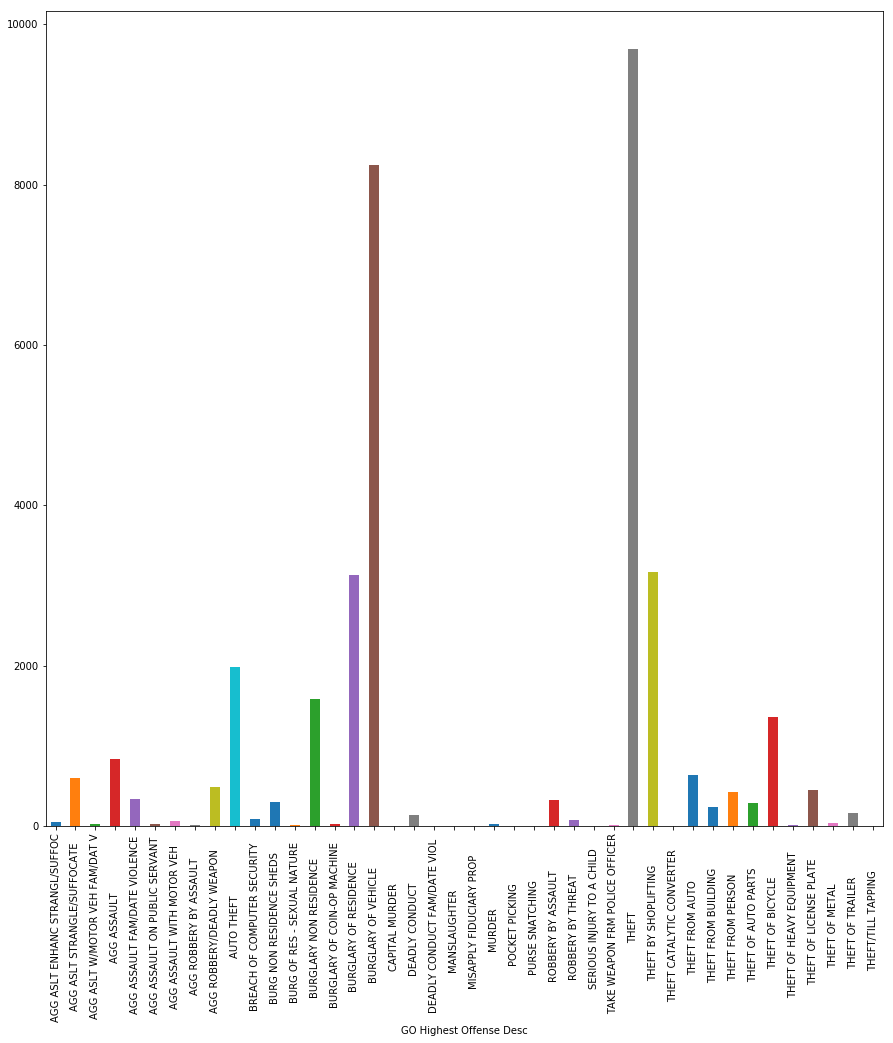 10000
8000
6000
4000
2000
0
AGG ASLT ENHANC STRANGL/SUFFOC
AGG ASLT STRANGLE/SUFFOCATE
AGG ASLT W/MOTOR VEH FAM/DAT V
AGG ASSAULT
AGG ASSAULT FAM/DATE VIOLENCE
AGG ASSAULT ON PUBLIC SERVANT
AGG ASSAULT WITH MOTOR VEH
AGG ROBBERY BY ASSAULT
AGG ROBBERY/DEADLY WEAPON
AUTO THEFT
BREACH OF COMPUTER SECURITY
BURG NON RESIDENCE SHEDS
BURG OF RES - SEXUAL NATURE
BURGLARY NON RESIDENCE
BURGLARY OF COIN-OP MACHINE
BURGLARY OF RESIDENCE
BURGLARY OF VEHICLE
CAPITAL MURDER
DEADLY CONDUCT
DEADLY CONDUCT FAM/DATE VIOL
MANSLAUGHTER
MISAPPLY FIDUCIARY PROP
MURDER
POCKET PICKING
PURSE SNATCHING
ROBBERY BY ASSAULT
ROBBERY BY THREAT
SERIOUS INJURY TO A CHILD
TAKE WEAPON FRM POLICE OFFICER
THEFT
THEFT BY SHOPLIFTING
THEFT CATALYTIC CONVERTER
THEFT FROM AUTO
THEFT FROM BUILDING
THEFT FROM PERSON
THEFT OF AUTO PARTS
THEFT OF BICYCLE
THEFT OF HEAVY EQUIPMENT
THEFT OF LICENSE PLATE
THEFT OF METAL
THEFT OF TRAILER
THEFT/TILL TAPPING
GO Highest Offense Desc